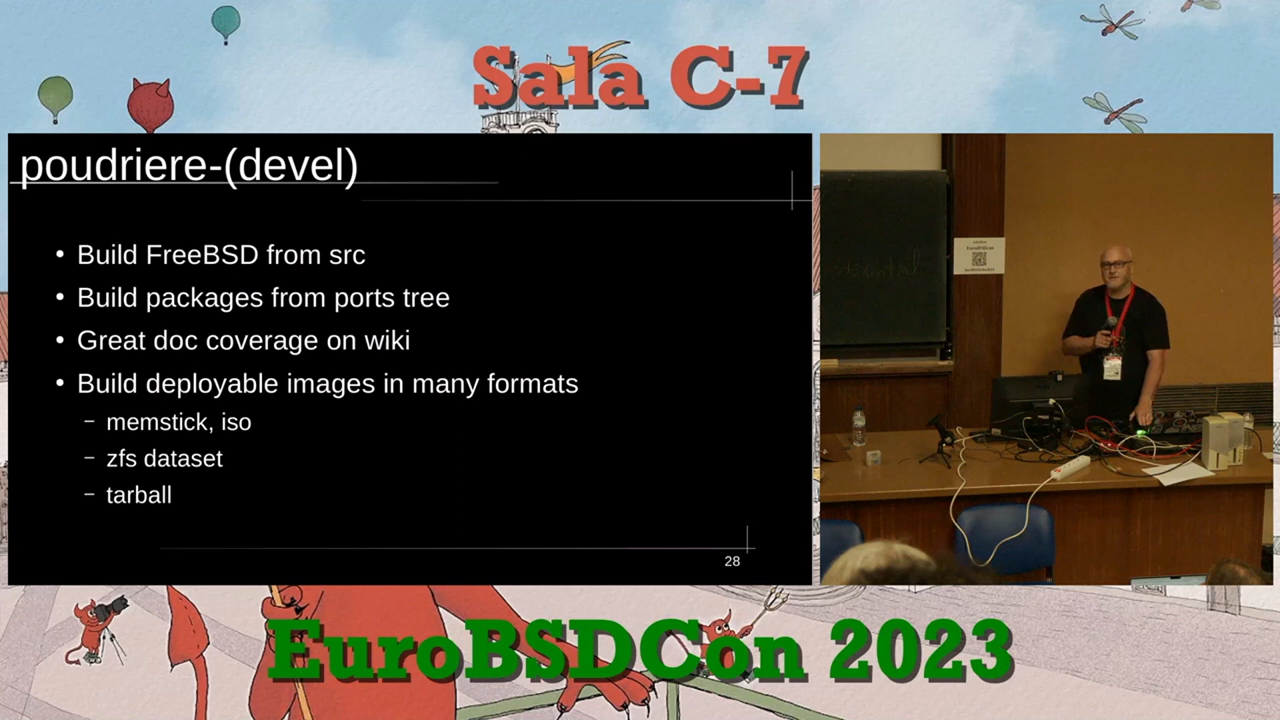 Sala C-7
poudriere-(devel)
• Build FreeBSD from src
• Build packages from ports tree
• Great doc coverage on wiki
• Build deployable images in many formats
– memstick, iso
– zfs dataset
– tarball
28
EuroBSDCon 2023